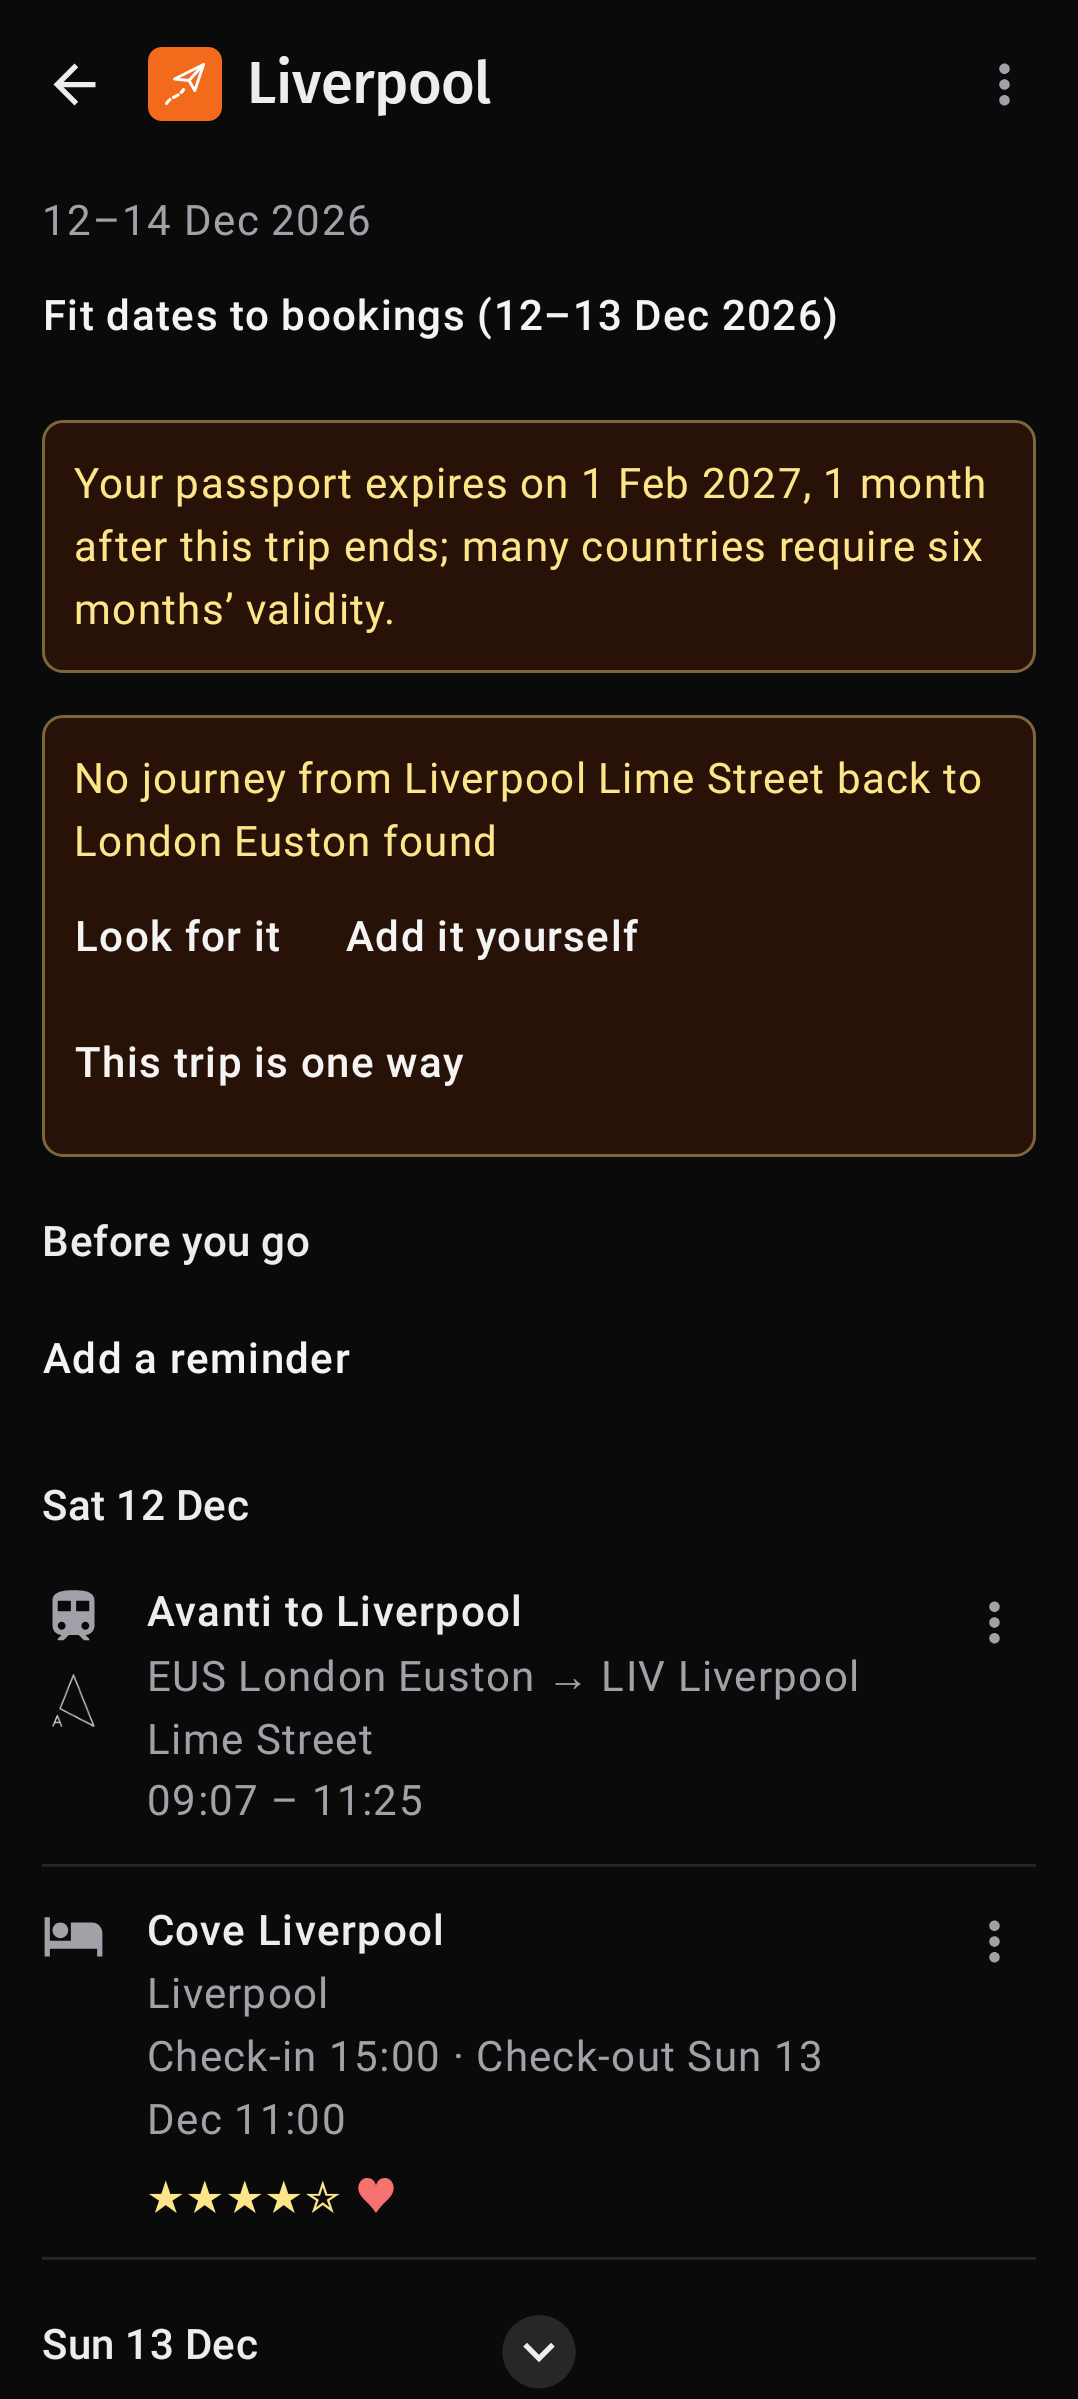 Liverpool
12–14 Dec 2026
Fit dates to bookings (12–13 Dec 2026)
Your passport expires on 1 Feb 2027, 1 month
after this trip ends; many countries require six
months’ validity.
No journey from Liverpool Lime Street back to
London Euston found
Look for it Add it yourself
This trip is one way
Before you go
Add a reminder
Sat 12 Dec
Avanti to Liverpool
EUS London Euston → LIV Liverpool
Lime Street
09:07 – 11:25
A
Cove Liverpool
Liverpool
Check-in 15:00 · Check-out Sun 13
Dec 11:00
★★★★☆ ♥
Sun 13 Dec